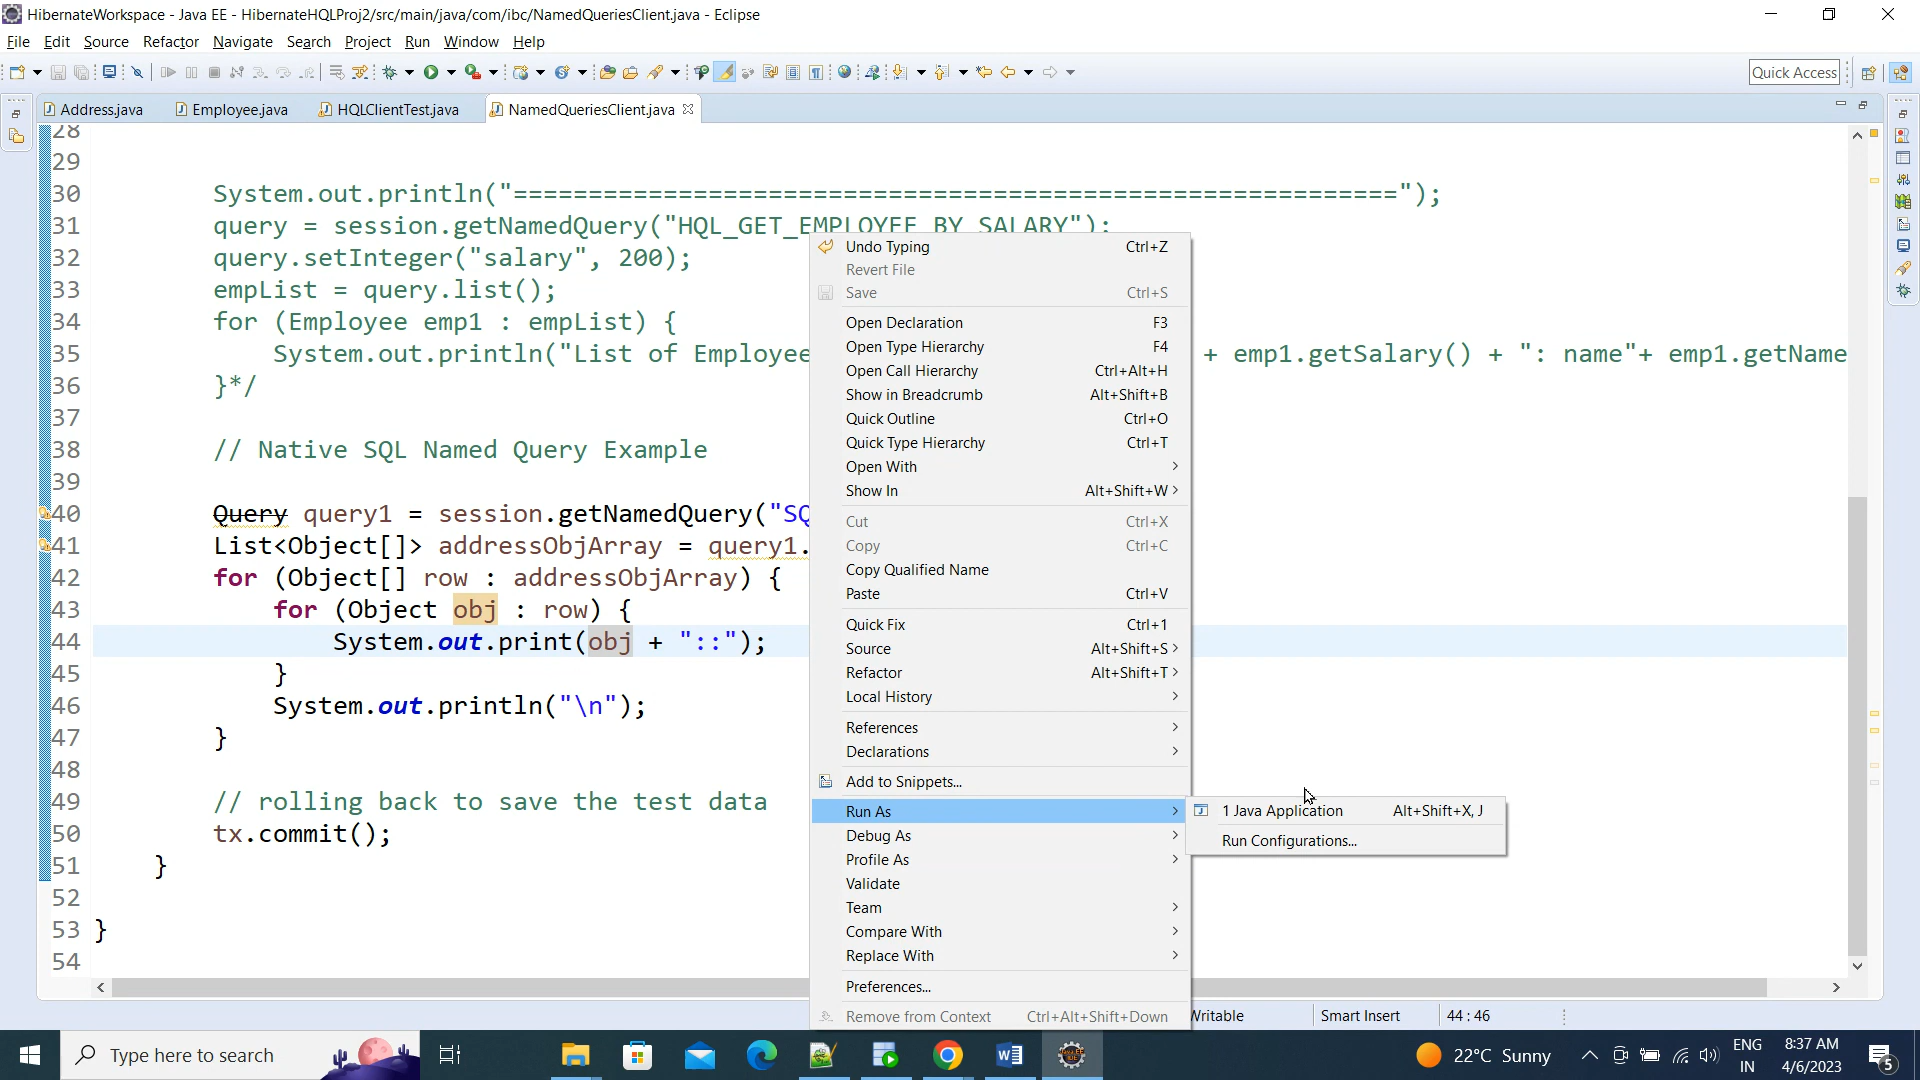 HibernateWorkspace - Java EE - HibernateHQLProj2/src/main/java/com/ibc/NamedQueriesClient.java - Eclipse
File Edit Source Refactor Navigate Search Project Run Window Help
Quick Access
Address.java Employee.java HQLClientTest.java NamedQueriesClient.java
28
29
30 System.out.println("===========================================================");
31 query = session.getNamedQuery("HQL_GET_EMPLOYEE_BY_SALARY");
32 query.setInteger("salary", 200);
33 empList = query.list();
34 for (Employee emp1 : empList) {
35 System.out.println("List of Employee + emp1.getSalary() + ": name"+ emp1.getName
36 }*/
37
38 // Native SQL Named Query Example
39
40 Query query1 = session.getNamedQuery("SQ
41 List<Object[]> addressObjArray = query1.
42 for (Object[] row : addressObjArray) {
43 for (Object obj : row) {
44 System.out.print(obj + "::");
45 }
46 System.out.println("\n");
47 }
48
49 // rolling back to save the test data
50 tx.commit();
51 }
52
53 }
54
Undo Typing Ctrl+Z
Revert File
Save Ctrl+S
Open Declaration F3
Open Type Hierarchy F4
Open Call Hierarchy Ctrl+Alt+H
Show in Breadcrumb Alt+Shift+B
Quick Outline Ctrl+O
Quick Type Hierarchy Ctrl+T
Open With
Show In Alt+Shift+W
Cut Ctrl+X
Copy Ctrl+C
Copy Qualified Name
Paste Ctrl+V
Quick Fix Ctrl+1
Source Alt+Shift+S
Refactor Alt+Shift+T
Local History
References
Declarations
Add to Snippets...
Run As
Debug As
Profile As
Validate
Team
Compare With
Replace With
Preferences...
Remove from Context Ctrl+Alt+Shift+Down
1 Java Application Alt+Shift+X, J
Run Configurations...
Writable Smart Insert 44 : 46
Type here to search
22°C Sunny
ENG
IN
8:37 AM
4/6/2023
5